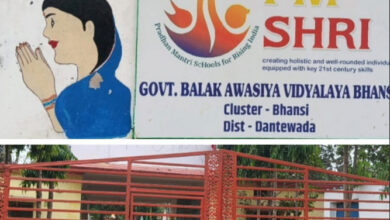 PM
SHRI
Pradhan Mantri ScHools for Rising India
creating holistic and well-rounded individu
equipped with key 21st century skills
GOVT. BALAK AWASIYA VIDYALAYA BHANS
Cluster - Bhansi
Dist - Dantewada